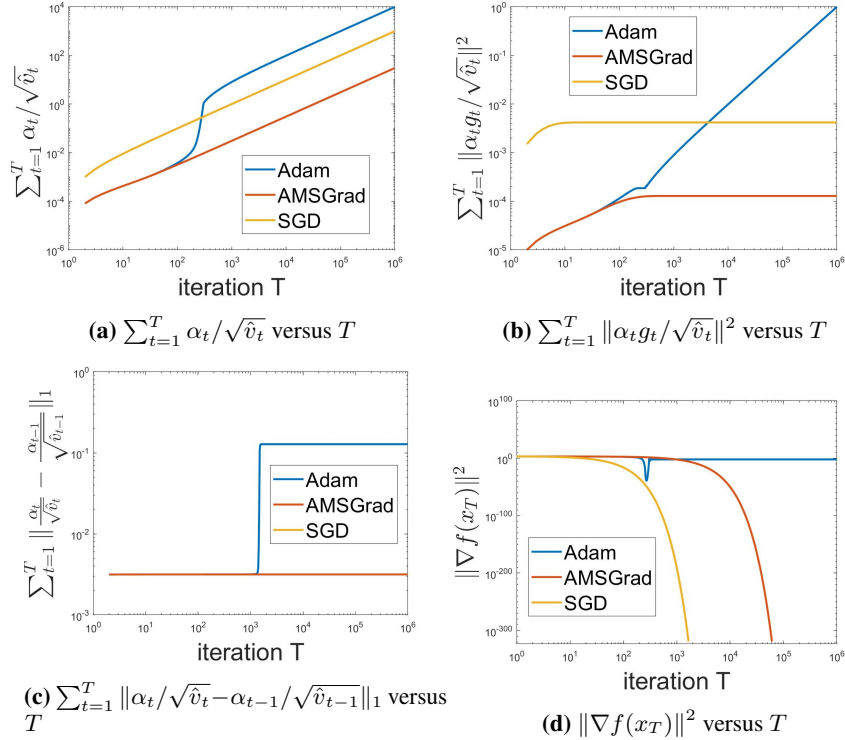 10^4
10^2
10^0
10^-2
10^-4
10^-6
∑_{t=1}^T α_t/√v̂_t
Adam
AMSGrad
SGD
10^0 10^1 10^2 10^3 10^4 10^5 10^6
iteration T
(a) ∑_{t=1}^T α_t/√v̂_t versus T
10^0
10^-1
10^-2
10^-3
10^-4
10^-5
∑_{t=1}^T ‖α_t g_t/√v̂_t‖^2
Adam
AMSGrad
SGD
10^0 10^1 10^2 10^3 10^4 10^5 10^6
iteration T
(b) ∑_{t=1}^T ‖α_t g_t/√v̂_t‖^2 versus T
10^0
10^-1
10^-2
10^-3
∑_{t=1}^T ‖α_t/√v̂_t − α_{t-1}/√v̂_{t-1}‖_1
Adam
AMSGrad
SGD
10^0 10^1 10^2 10^3 10^4 10^5 10^6
iteration T
(c) ∑_{t=1}^T ‖α_t/√v̂_t−α_{t-1}/√v̂_{t-1}‖_1 versus
T
10^100
10^0
10^-100
10^-200
10^-300
‖∇f(x_T)‖^2
Adam
AMSGrad
SGD
10^0 10^1 10^2 10^3 10^4 10^5 10^6
iteration T
(d) ‖∇f(x_T)‖^2 versus T